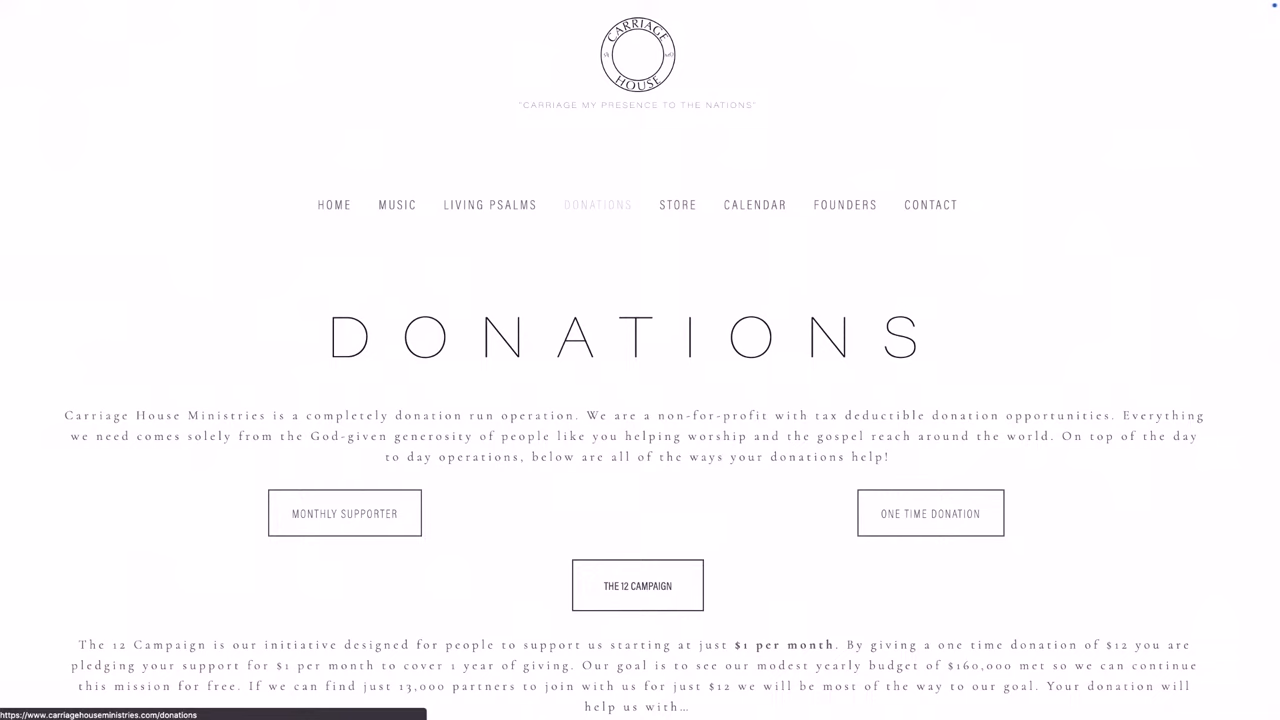 CARRIAGE
HOUSE
"CARRIAGE MY PRESENCE TO THE NATIONS"
HOME MUSIC LIVING PSALMS DONATIONS STORE CALENDAR FOUNDERS CONTACT
DONATIONS
Carriage House Ministries is a completely donation run operation. We are a non-for-profit with tax deductible donation opportunities. Everything
we need comes solely from the God-given generosity of people like you helping worship and the gospel reach around the world. On top of the day
to day operations, below are all of the ways your donations help!
MONTHLY SUPPORTER ONE TIME DONATION
THE 12 CAMPAIGN
The 12 Campaign is our initiative designed for people to support us starting at just $1 per month. By giving a one time donation of $12 you are
pledging your support for $1 per month to cover 1 year of giving. Our goal is to see our modest yearly budget of $160,000 met so we can continue
this mission for free. If we can find just 13,000 partners to join with us for just $12 we will be most of the way to our goal. Your donation will
help us with…
https://www.carriagehouseministries.com/donations